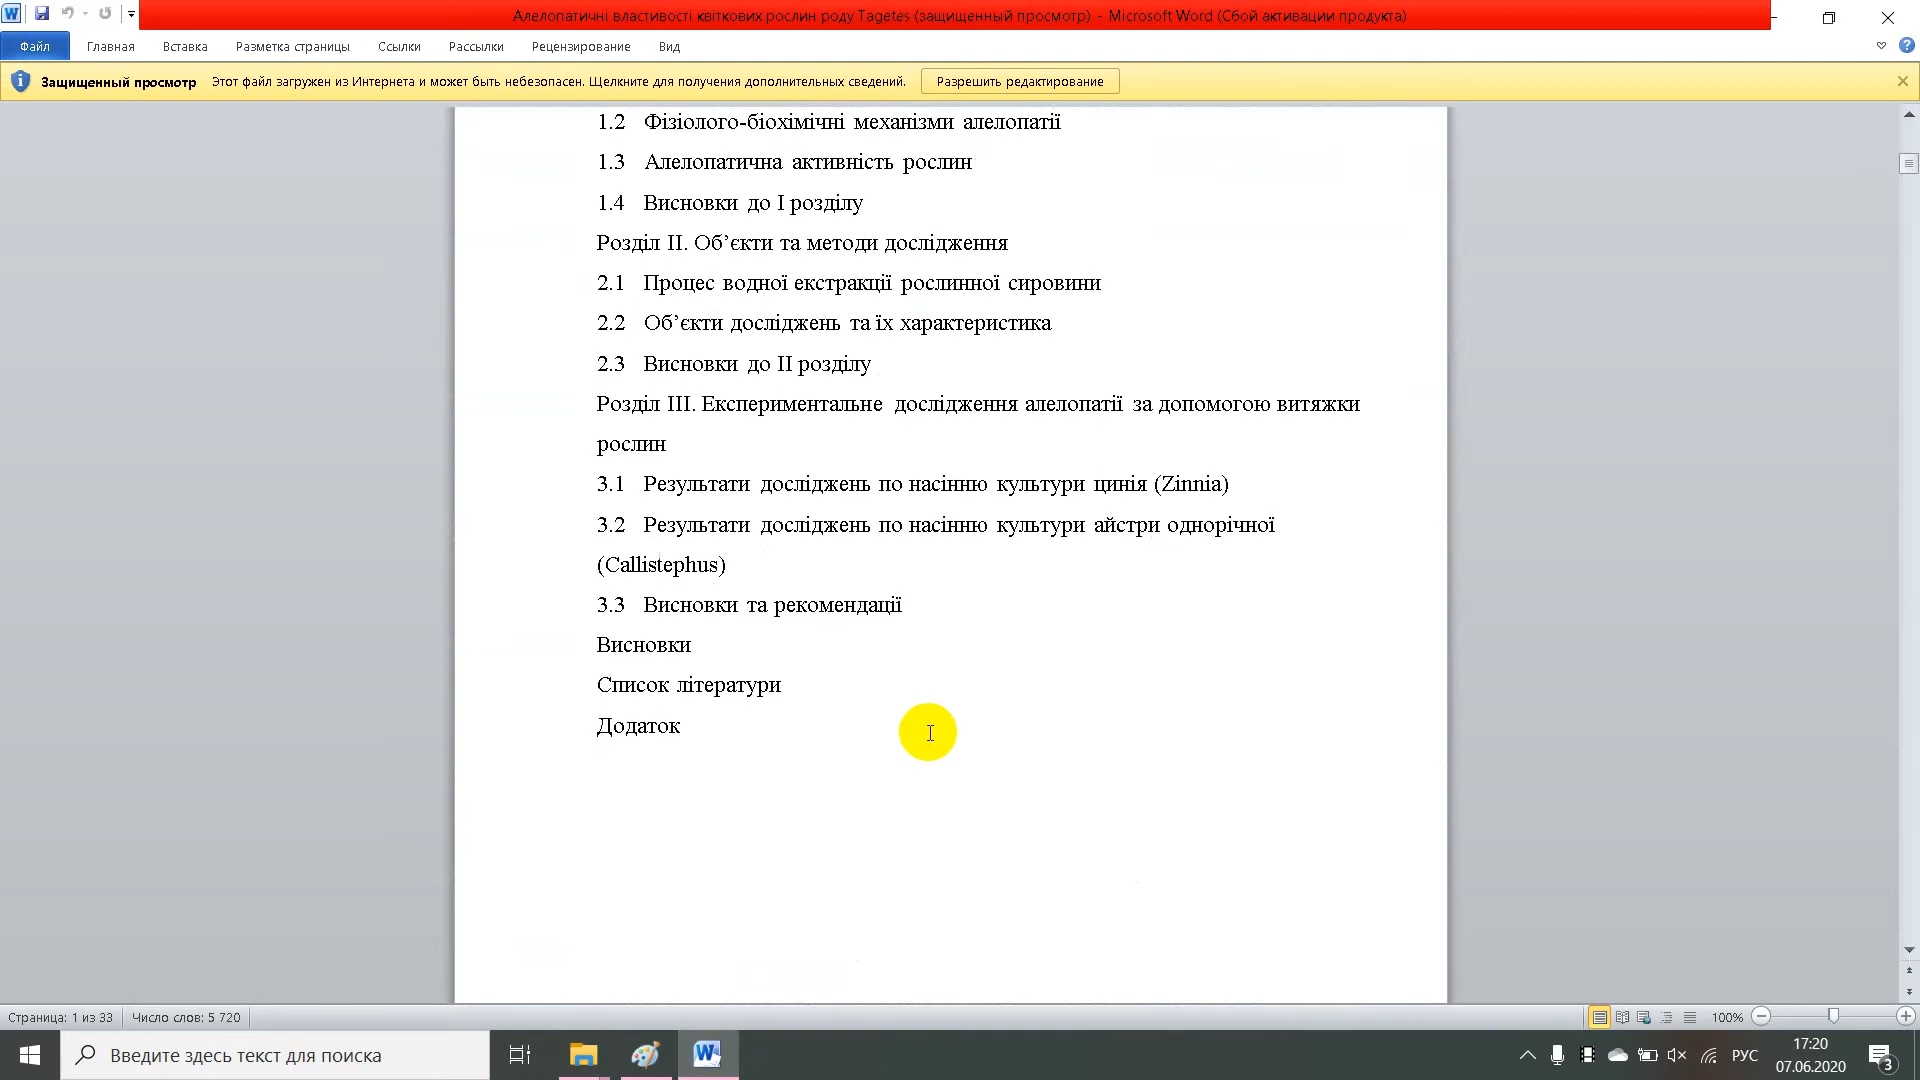 Алелопатичні властивості квіткових рослин роду Tagetes (защищенный просмотр) - Microsoft Word (Сбой активации продукта)
Файл Главная Вставка Разметка страницы Ссылки Рассылки Рецензирование Вид
Защищенный просмотр Этот файл загружен из Интернета и может быть небезопасен. Щелкните для получения дополнительных сведений. Разрешить редактирование
1.2 Фізіолого-біохімічні механізми алелопатії
1.3 Алелопатична активність рослин
1.4 Висновки до І розділу
Розділ ІІ. Об’єкти та методи дослідження
2.1 Процес водної екстракції рослинної сировини
2.2 Об’єкти досліджень та їх характеристика
2.3 Висновки до ІІ розділу
Розділ ІІІ. Експериментальне дослідження алелопатії за допомогою витяжки
рослин
3.1 Результати досліджень по насінню культури цинія (Zinnia)
3.2 Результати досліджень по насінню культури айстри однорічної
(Callistephus)
3.3 Висновки та рекомендації
Висновки
Список літератури
Додаток
Страница: 1 из 33 Число слов: 5 720 100%
Введите здесь текст для поиска РУС 17:20
07.06.2020 3